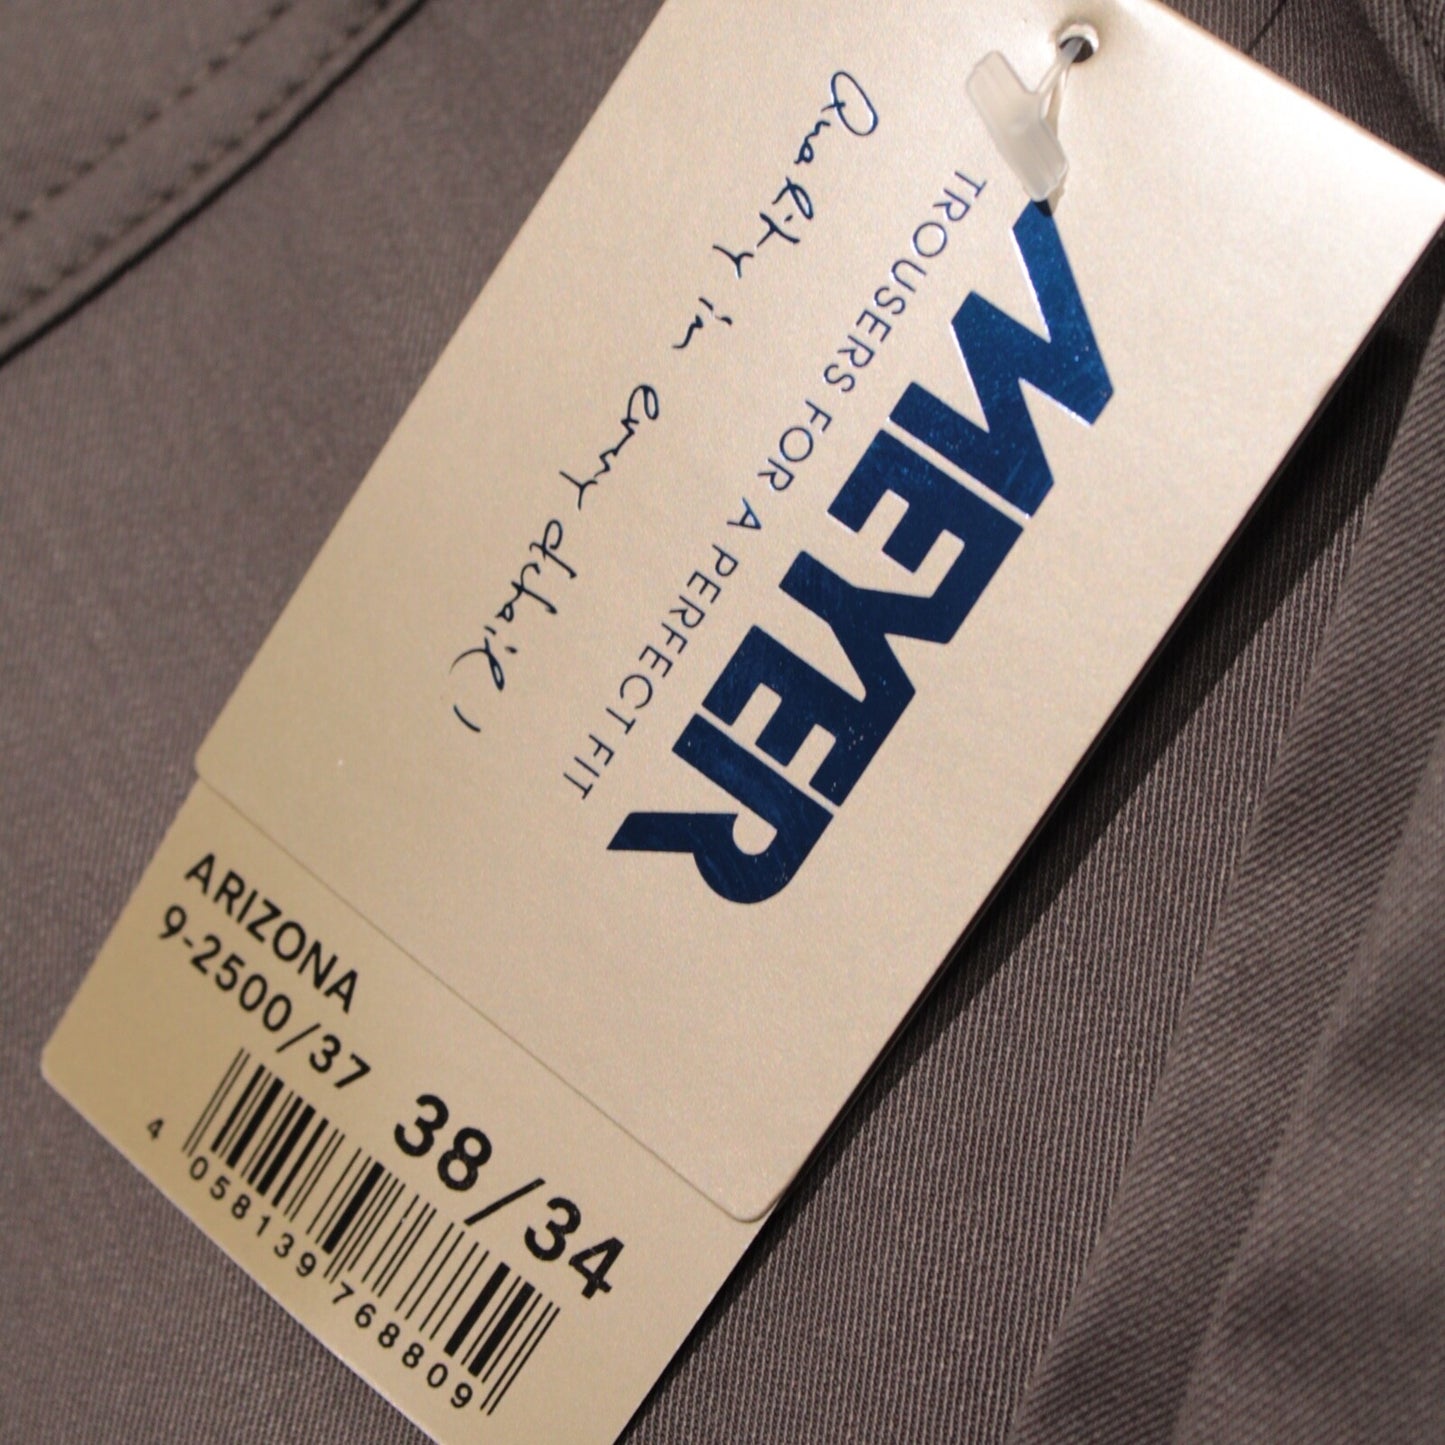 MEYER
TROUSERS FOR A PERFECT FIT
Quality in every detail!
ARIZONA
9-2500/37
38/34
4 058139 768809